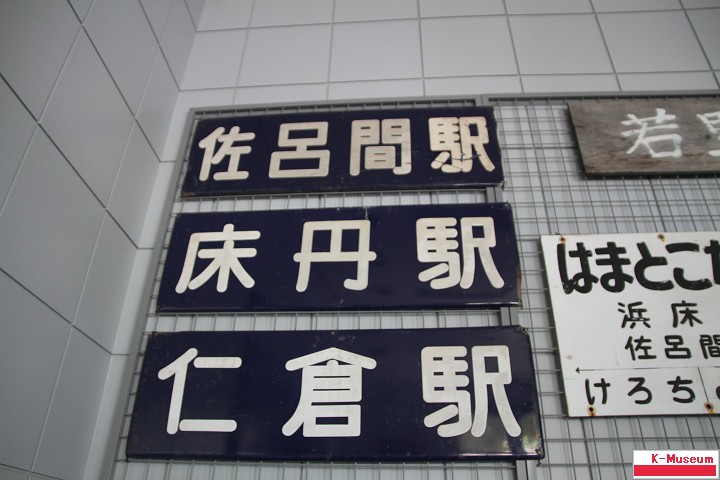 佐呂間駅
床丹駅
仁倉駅
若
はまとこ
浜床
佐呂間
けろち
K-Museum